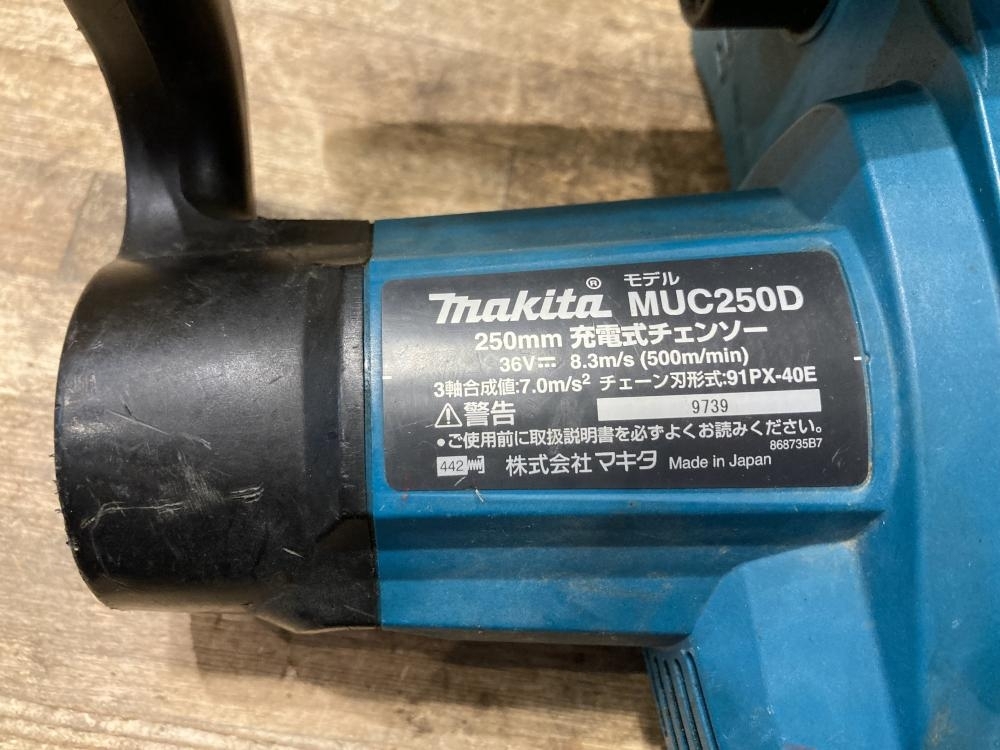 makita® モデル MUC250D
250mm 充電式チェンソー
36V⎓ 8.3m/s (500m/min)
3軸合成値:7.0m/s² チェーン刃形式:91PX-40E
⚠警告 9739
•ご使用前に取扱説明書を必ずよくお読みください。
868735B7
442 株式会社マキタ Made in Japan